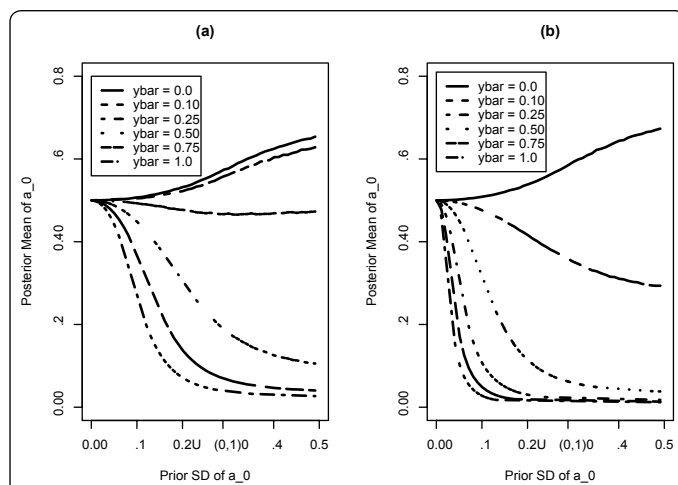 (a)
0.8
.6
0.40
.2
0.00
Posterior Mean of a_0
ybar = 0.0
ybar = 0.10
ybar = 0.25
ybar = 0.50
ybar = 0.75
ybar = 1.0
0.00 .1 0.2U (0,1)0 .4 0.5
Prior SD of a_0
(b)
0.8
.6
0.40
.2
0.00
Posterior Mean of a_0
ybar = 0.0
ybar = 0.10
ybar = 0.25
ybar = 0.50
ybar = 0.75
ybar = 1.0
0.00 .1 0.2U (0,1)0 .4 0.5
Prior SD of a_0